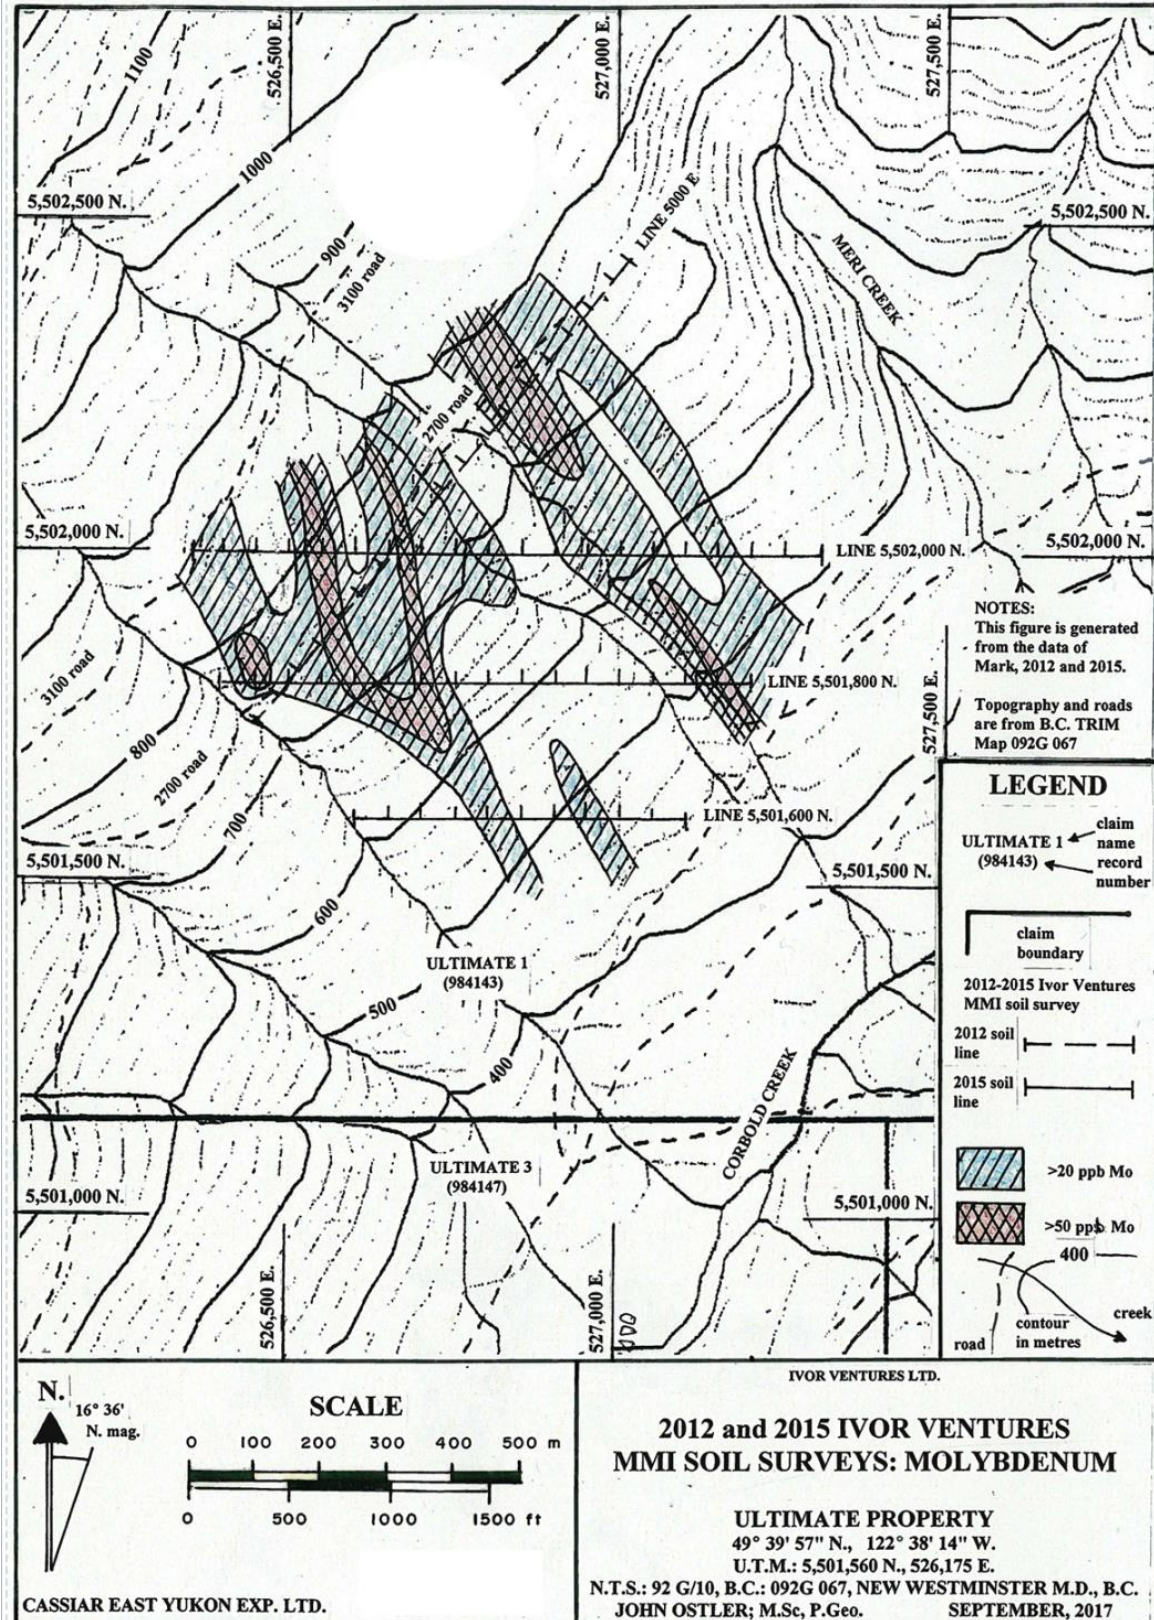 526,500 E.
527,000 E.
527,500 E.
1100
1000
5,502,500 N.
5,502,500 N.
LINE 5000 E
900
3100 road
MERI CREEK
2700 road
5,502,000 N.
LINE 5,502,000 N.
5,502,000 N.
NOTES:
This figure is generated
from the data of
Mark, 2012 and 2015.
Topography and roads
are from B.C. TRIM
Map 092G 067
3100 road
LINE 5,501,800 N.
527,500 E.
800
2700 road
700
LINE 5,501,600 N.
5,501,500 N.
5,501,500 N.
600
ULTIMATE 1
(984143)
500
400
CORBOLD CREEK
ULTIMATE 3
(984147)
5,501,000 N.
5,501,000 N.
526,500 E.
527,000 E.
LEGEND
ULTIMATE 1
(984143)
claim
name
record
number
claim
boundary
2012-2015 Ivor Ventures
MMI soil survey
2012 soil
line
2015 soil
line
>20 ppb Mo
>50 ppb Mo
400
creek
contour
in metres
road
N.
16° 36'
N. mag.
SCALE
0 100 200 300 400 500 m
0 500 1000 1500 ft
CASSIAR EAST YUKON EXP. LTD.
IVOR VENTURES LTD.
2012 and 2015 IVOR VENTURES
MMI SOIL SURVEYS: MOLYBDENUM
ULTIMATE PROPERTY
49° 39' 57" N., 122° 38' 14" W.
U.T.M.: 5,501,560 N., 526,175 E.
N.T.S.: 92 G/10, B.C.: 092G 067, NEW WESTMINSTER M.D., B.C.
JOHN OSTLER; M.Sc, P.Geo. SEPTEMBER, 2017